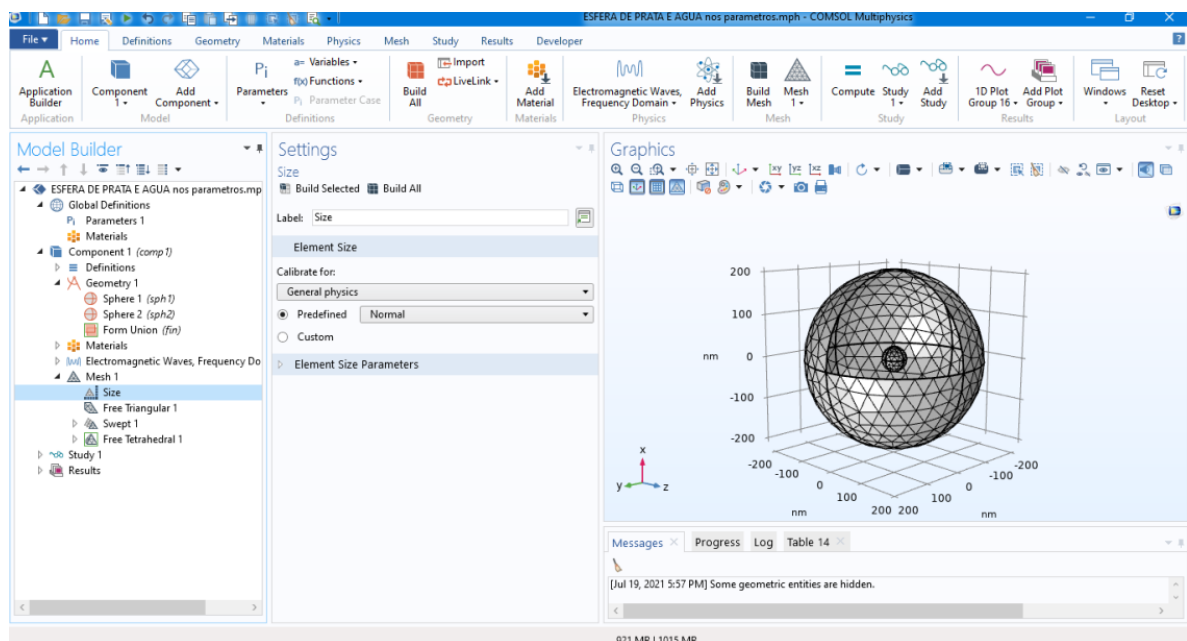 ESFERA DE PRATA E AGUA nos parametros.mph - COMSOL Multiphysics
File Home Definitions Geometry Materials Physics Mesh Study Results Developer
Application Builder
Component 1
Add Component
Parameters
a= Variables
f(x) Functions
Pi Parameter Case
Build All
Import
LiveLink
Add Material
Electromagnetic Waves, Frequency Domain
Add Physics
Build Mesh
Mesh 1
Compute
Study 1
Add Study
1D Plot Group 16
Add Plot Group
Windows
Reset Desktop
Application Model Definitions Geometry Materials Physics Mesh Study Results Layout
Model Builder
ESFERA DE PRATA E AGUA nos parametros.mp
Global Definitions
Pi Parameters 1
Materials
Component 1 (comp1)
Definitions
Geometry 1
Sphere 1 (sph1)
Sphere 2 (sph2)
Form Union (fin)
Materials
Electromagnetic Waves, Frequency Do
Mesh 1
Size
Free Triangular 1
Swept 1
Free Tetrahedral 1
Study 1
Results
Settings
Size
Build Selected Build All
Label: Size
Element Size
Calibrate for:
General physics
Predefined Normal
Custom
Element Size Parameters
Graphics
xy yz xz
200
100
nm 0
-100
-200
x
y z
-200 -100 0 100 200
nm
200 100 0 -100 -200
nm
Messages Progress Log Table 14
[Jul 19, 2021 5:57 PM] Some geometric entities are hidden.
921 MB | 1015 MB